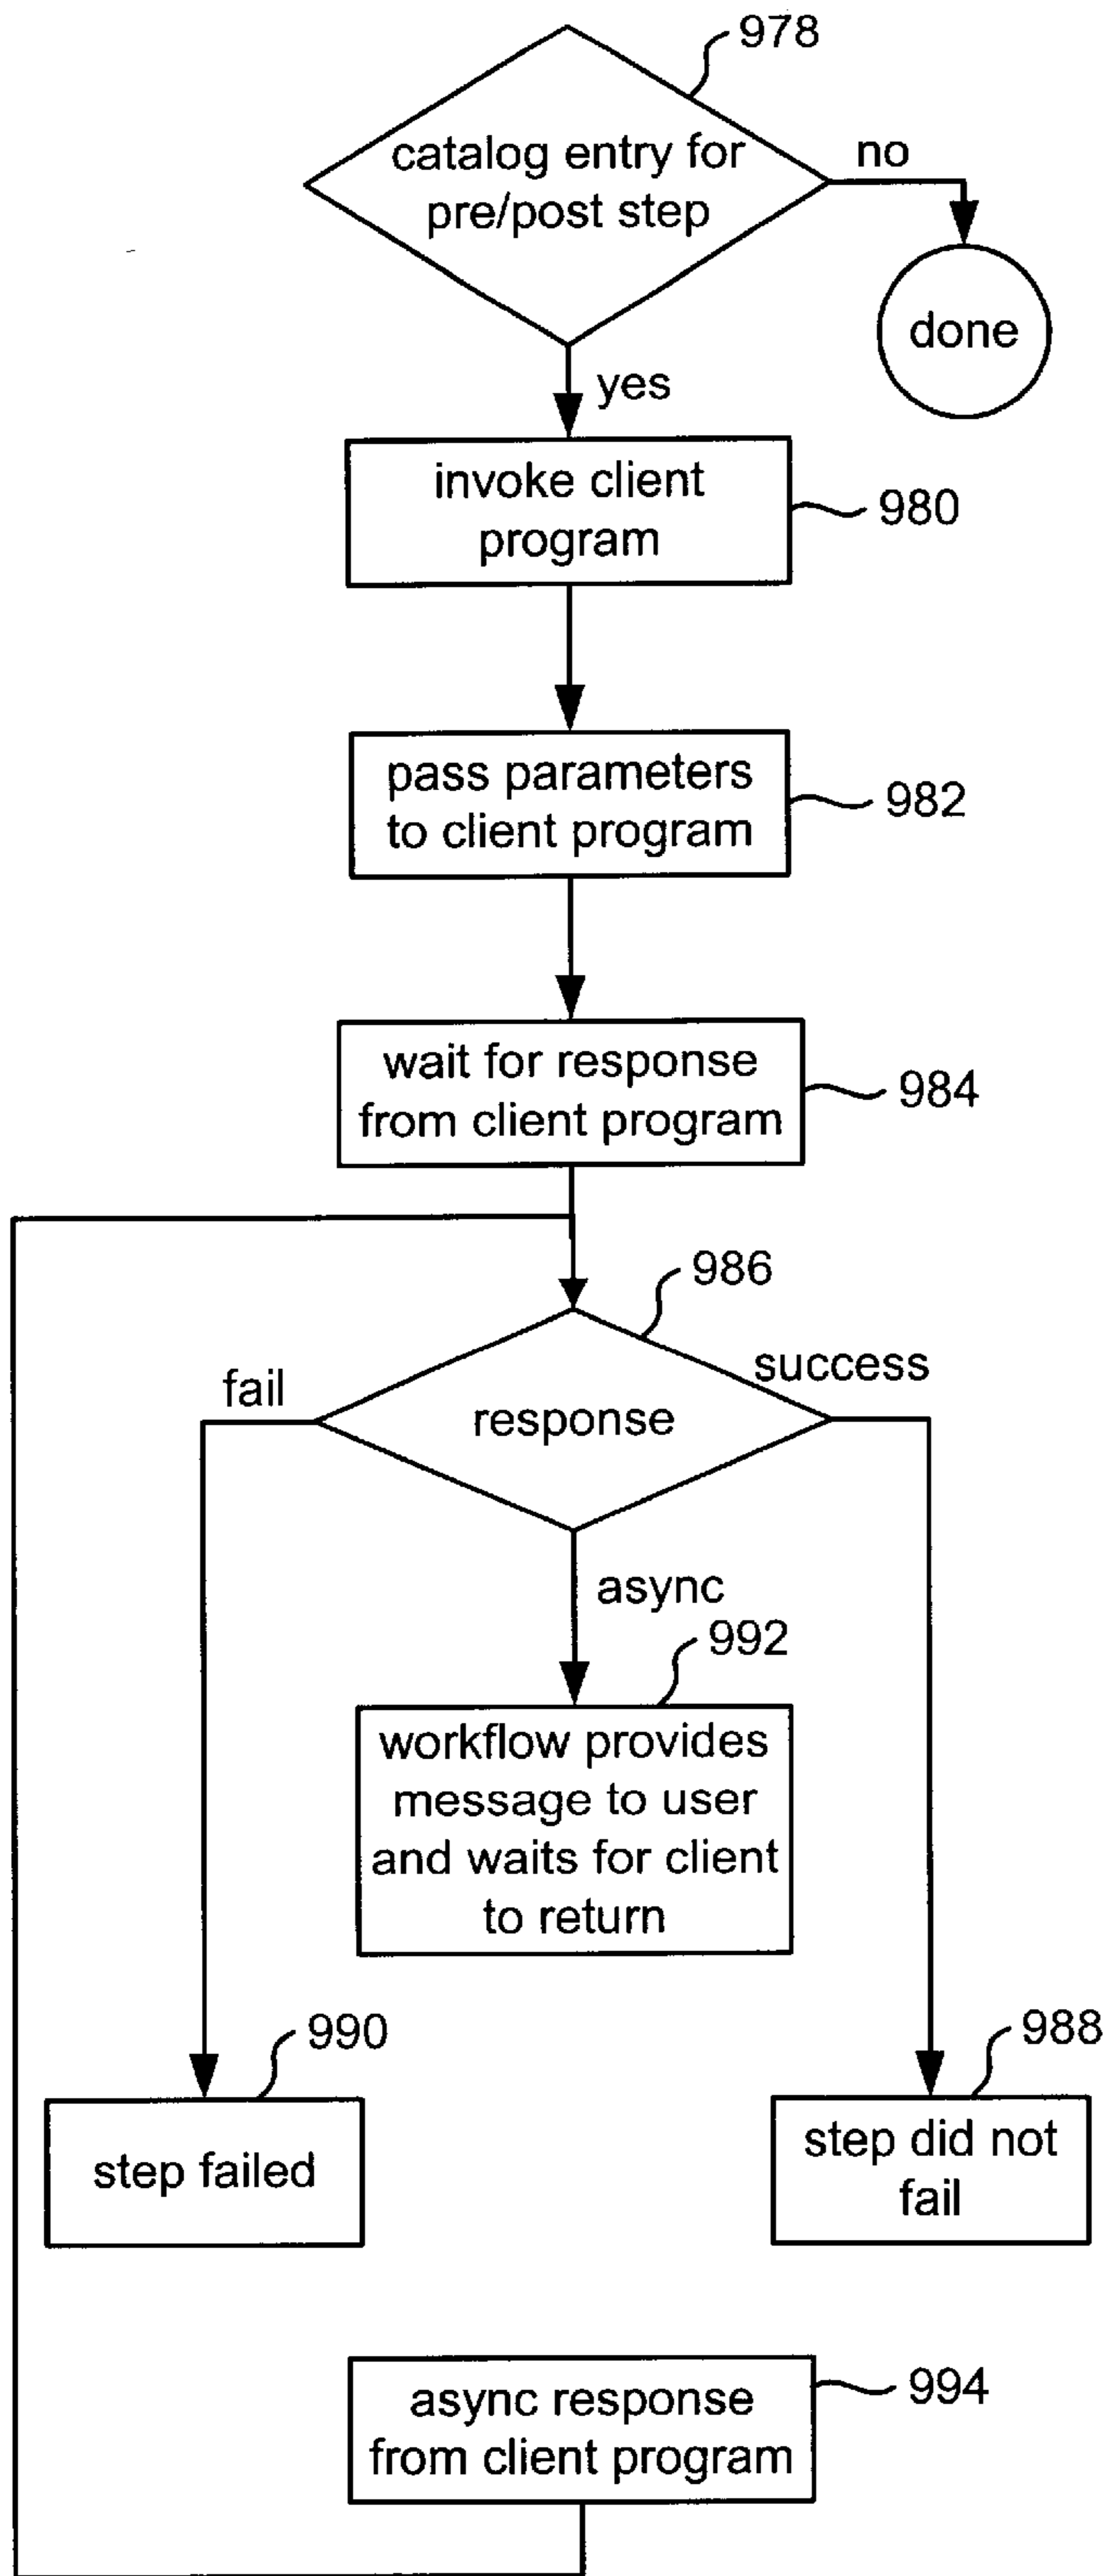 978
catalog entry for
pre/post step
no
done
yes
invoke client
program
980
pass parameters
to client program
982
wait for response
from client program
984
986
fail
success
response
async
992
workflow provides
message to user
and waits for client
to return
990
988
step failed
step did not
fail
994
async response
from client program